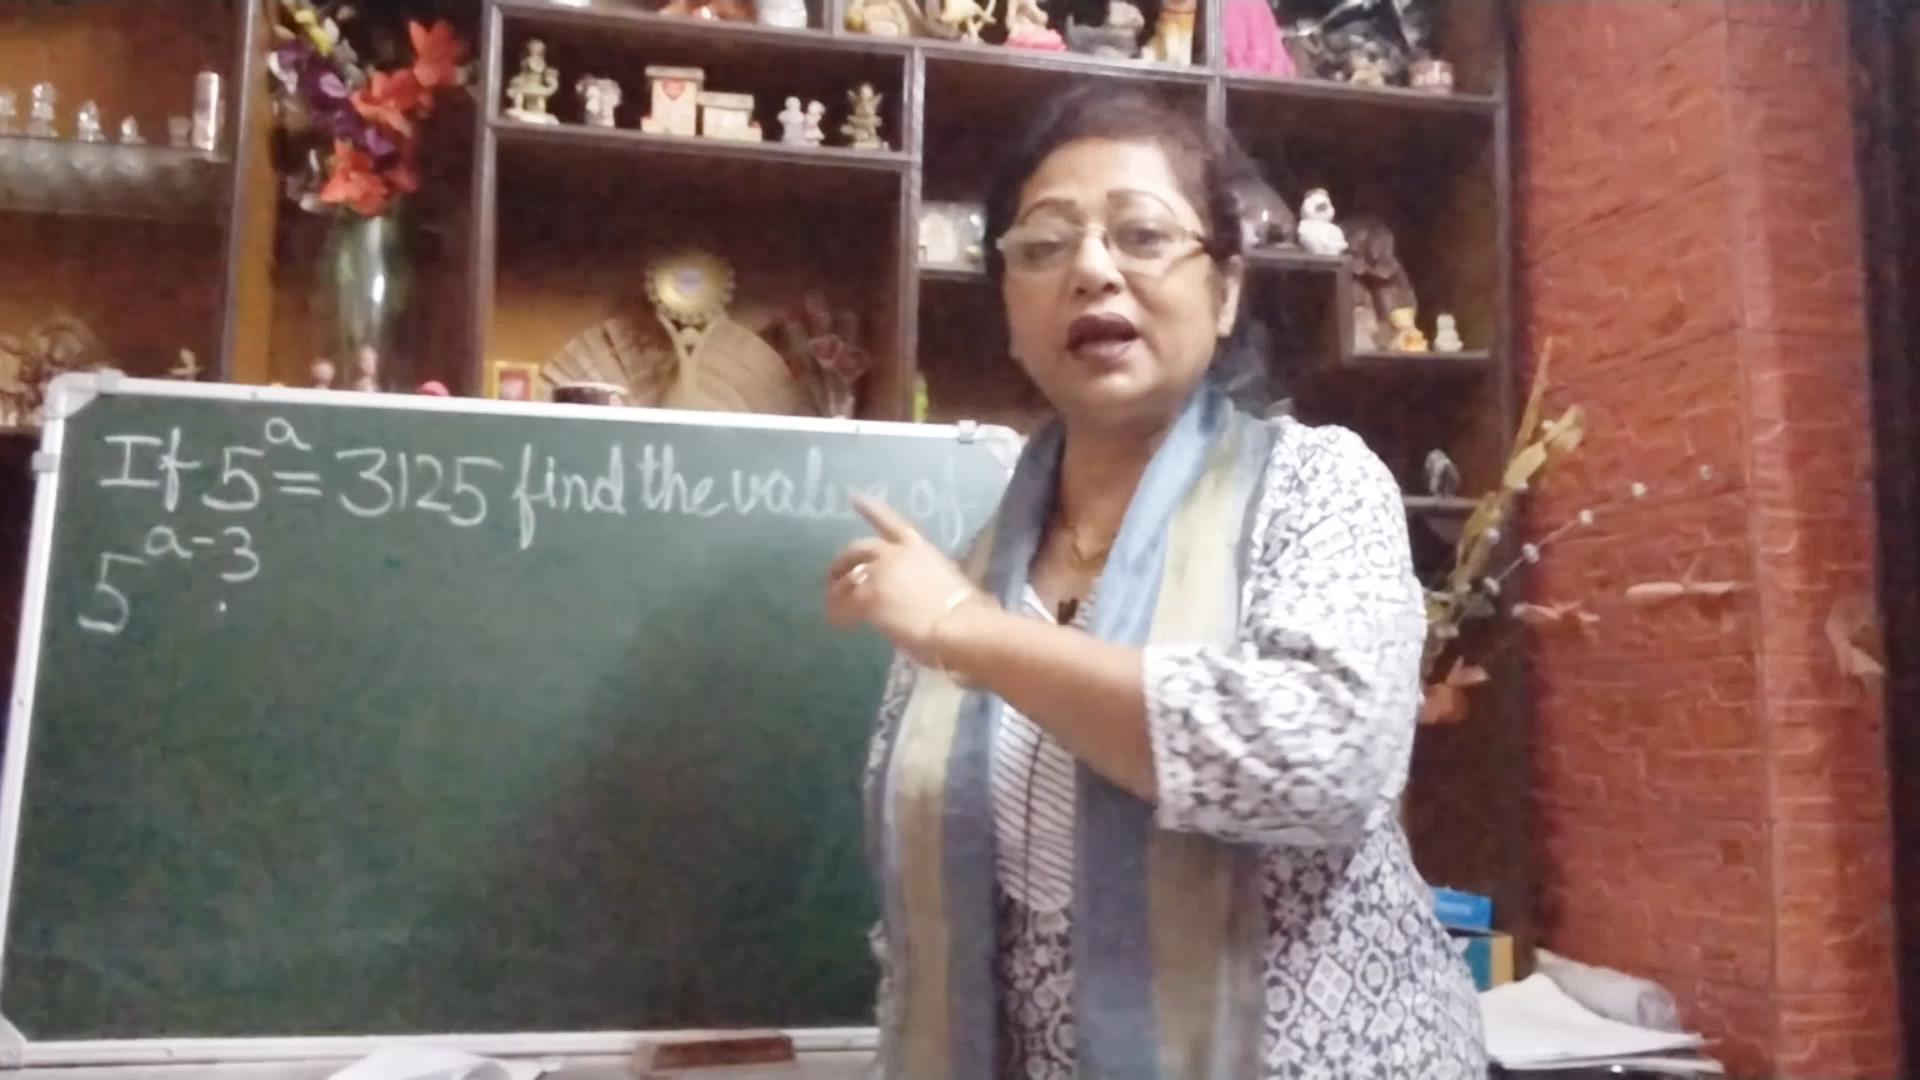 If 5^a = 3125 find the value of
5^a-3